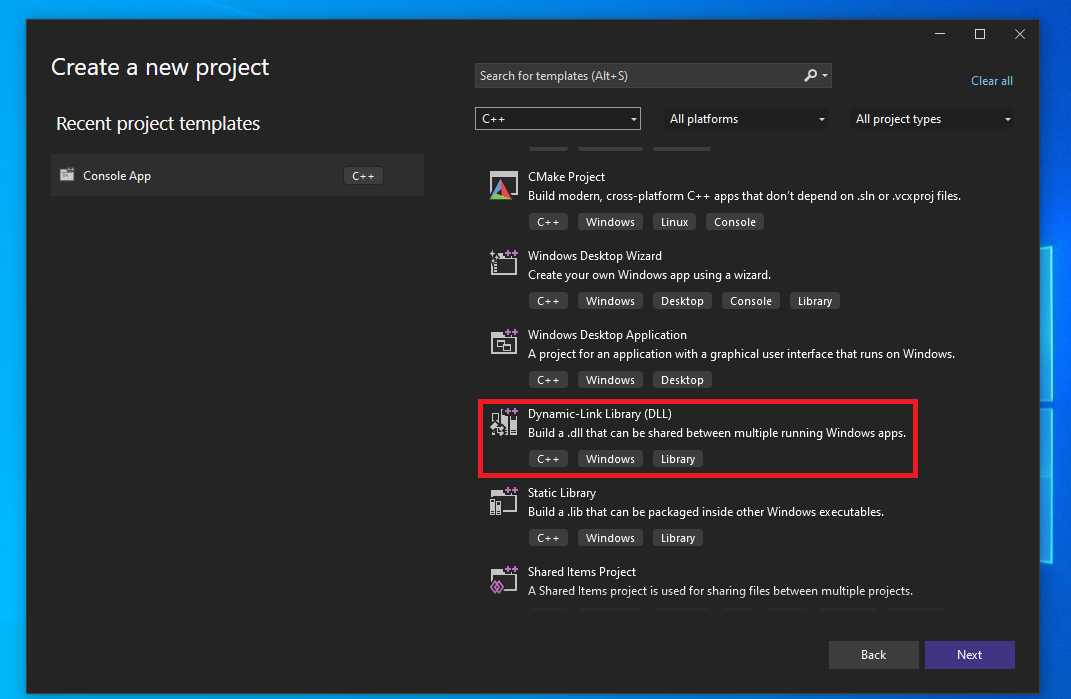 Create a new project
Recent project templates
Console App
C++
Search for templates (Alt+S)
Clear all
C++
All platforms
All project types
CMake Project
Build modern, cross-platform C++ apps that don't depend on .sln or .vcxproj files.
C++ Windows Linux Console
Windows Desktop Wizard
Create your own Windows app using a wizard.
C++ Windows Desktop Console Library
Windows Desktop Application
A project for an application with a graphical user interface that runs on Windows.
C++ Windows Desktop
Dynamic-Link Library (DLL)
Build a .dll that can be shared between multiple running Windows apps.
C++ Windows Library
Static Library
Build a .lib that can be packaged inside other Windows executables.
C++ Windows Library
Shared Items Project
A Shared Items project is used for sharing files between multiple projects.
Back
Next